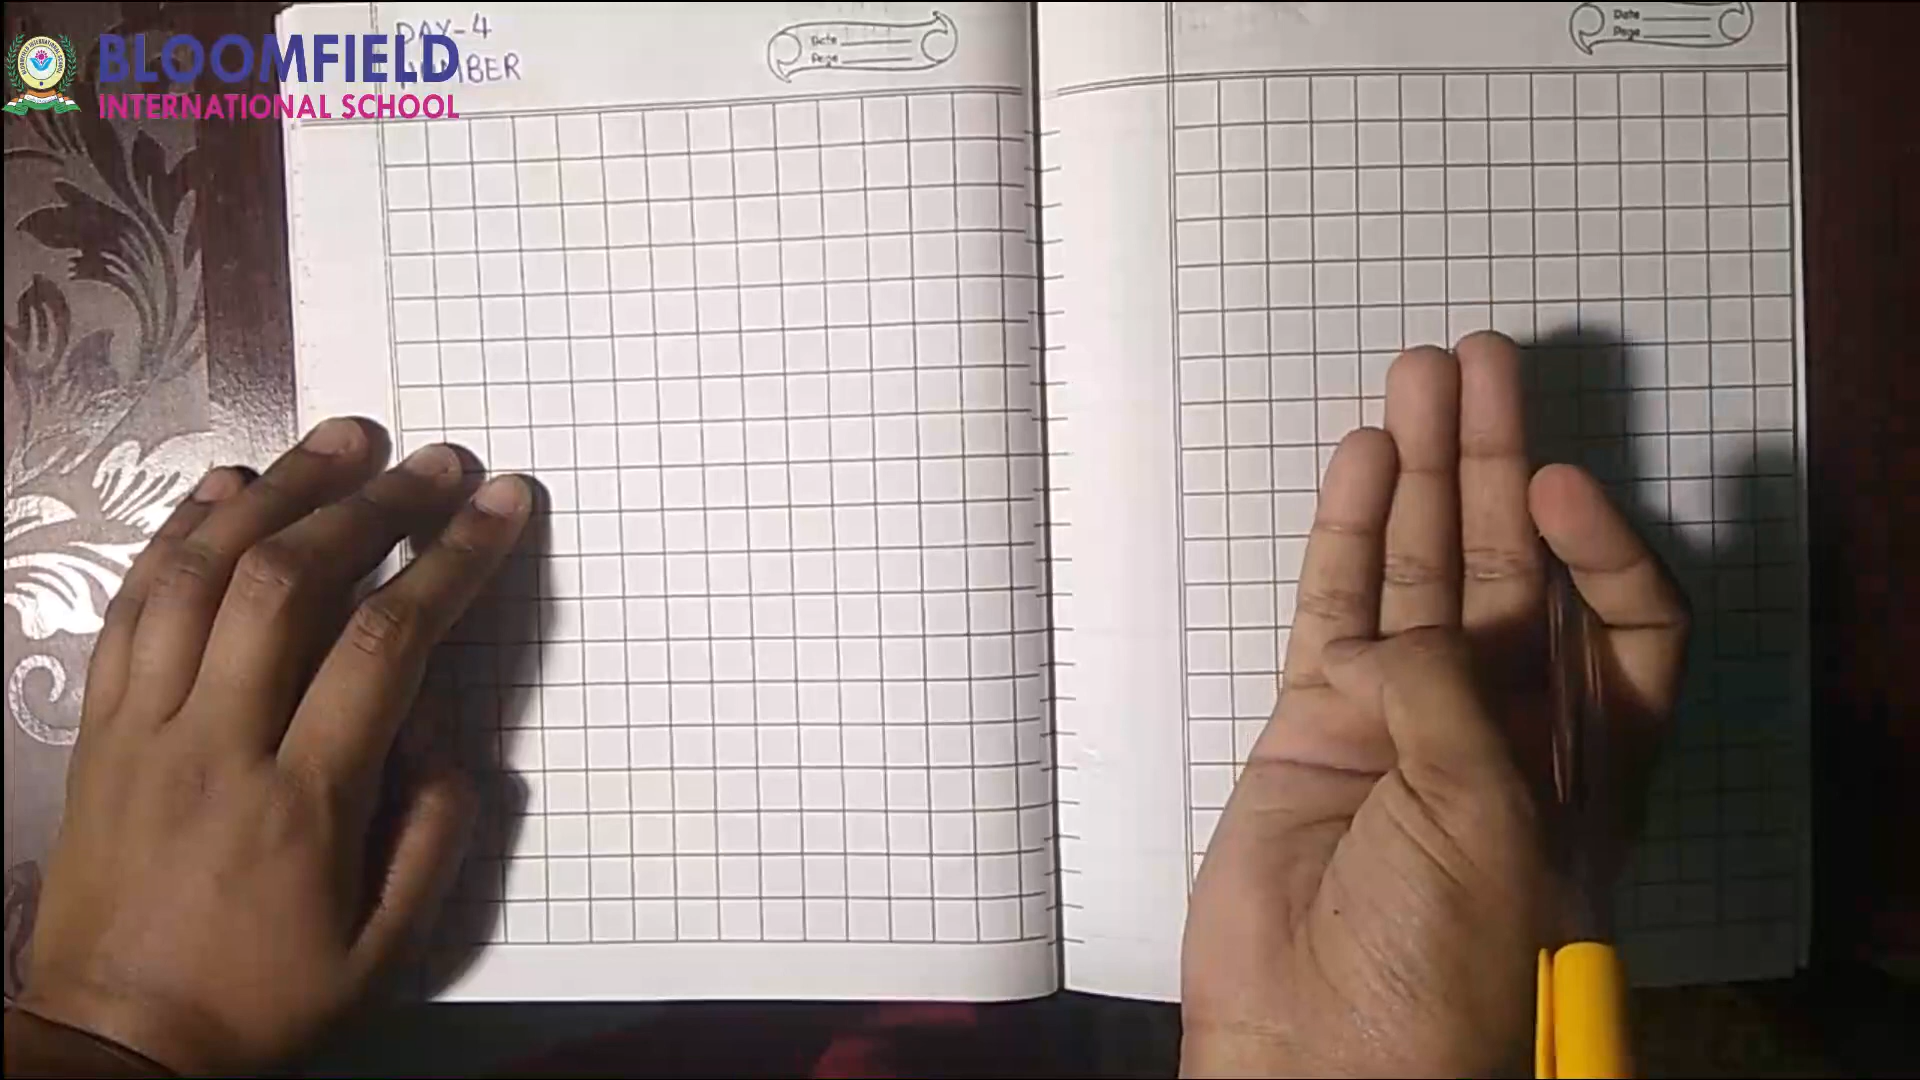 DAY-4
BLOOMFIELD
INTERNATIONAL SCHOOL
Date
Page
Date
Page